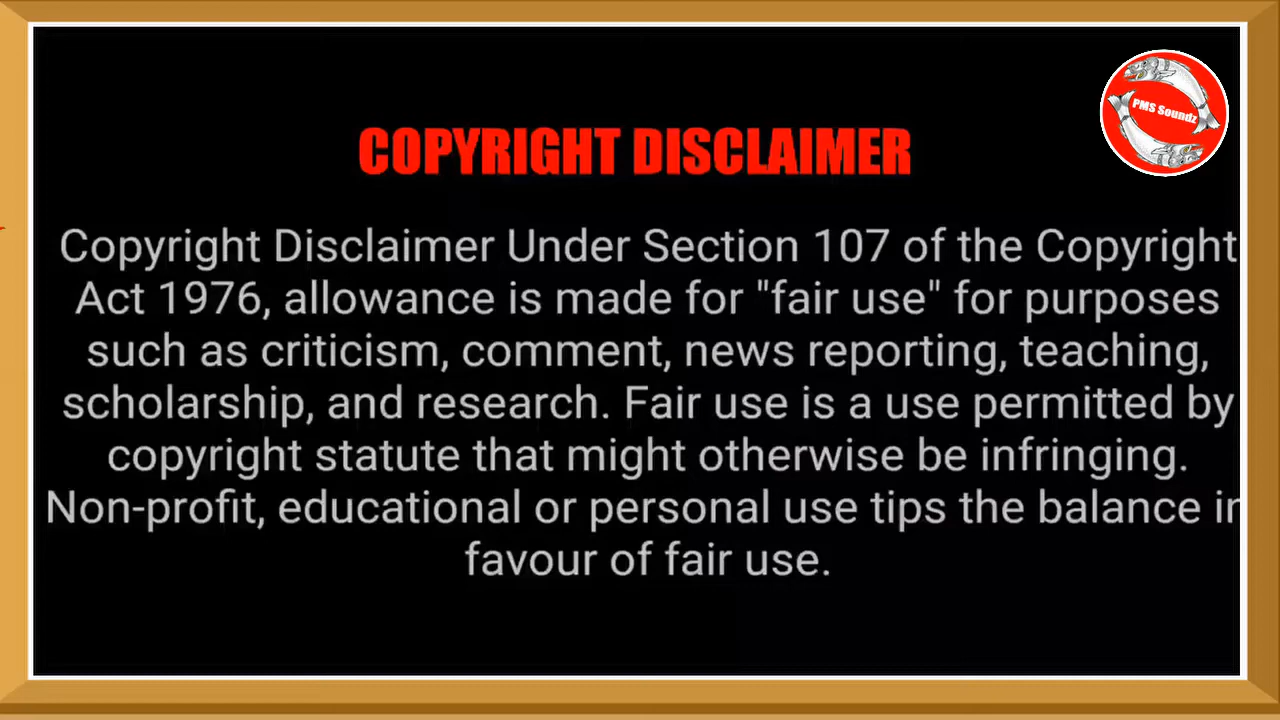 PMS Soundz
COPYRIGHT DISCLAIMER
Copyright Disclaimer Under Section 107 of the Copyright
Act 1976, allowance is made for "fair use" for purposes
such as criticism, comment, news reporting, teaching,
scholarship, and research. Fair use is a use permitted by
copyright statute that might otherwise be infringing.
Non-profit, educational or personal use tips the balance in
favour of fair use.